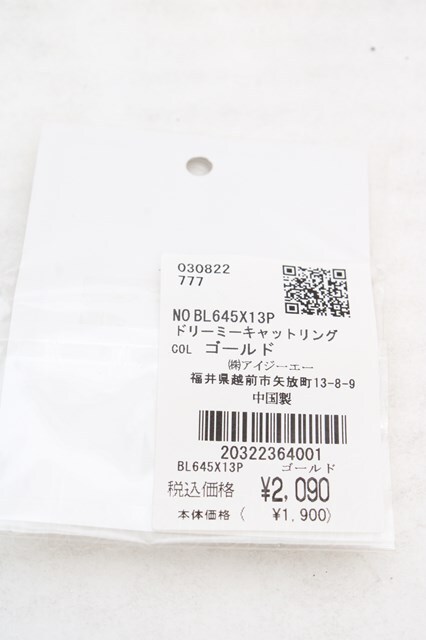 030822
777
NO BL645X13P
ドリーミーキャットリング
COL ゴールド
㈱アイジーエー
福井県越前市矢放町13-8-9
中国製
20322364001
BL645X13P ゴールド
税込価格 ¥2,090
本体価格〈 ¥1,900〉